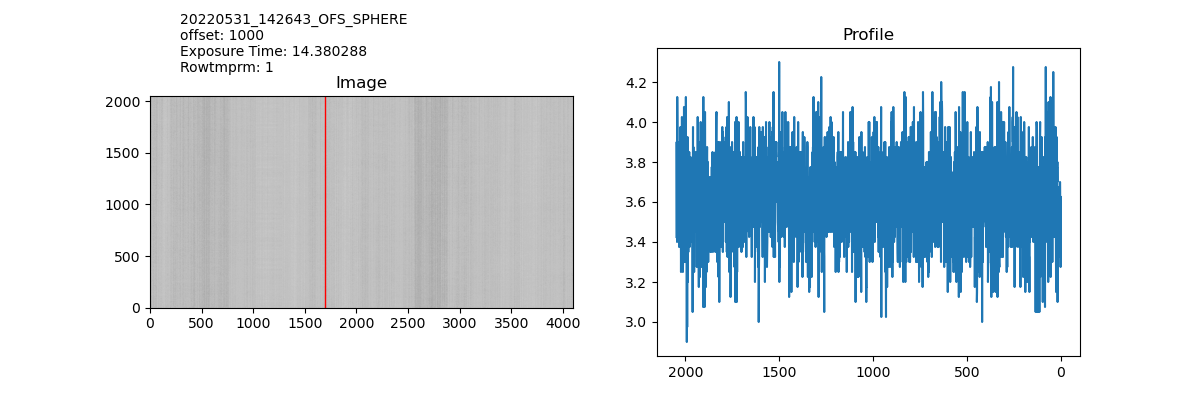 20220531_142643_OFS_SPHERE
offset: 1000
Exposure Time: 14.380288
Rowtmprm: 1
Image
2000
1500
1000
500
0
0 500 1000 1500 2000 2500 3000 3500 4000
Profile
4.2
4.0
3.8
3.6
3.4
3.2
3.0
2000 1500 1000 500 0